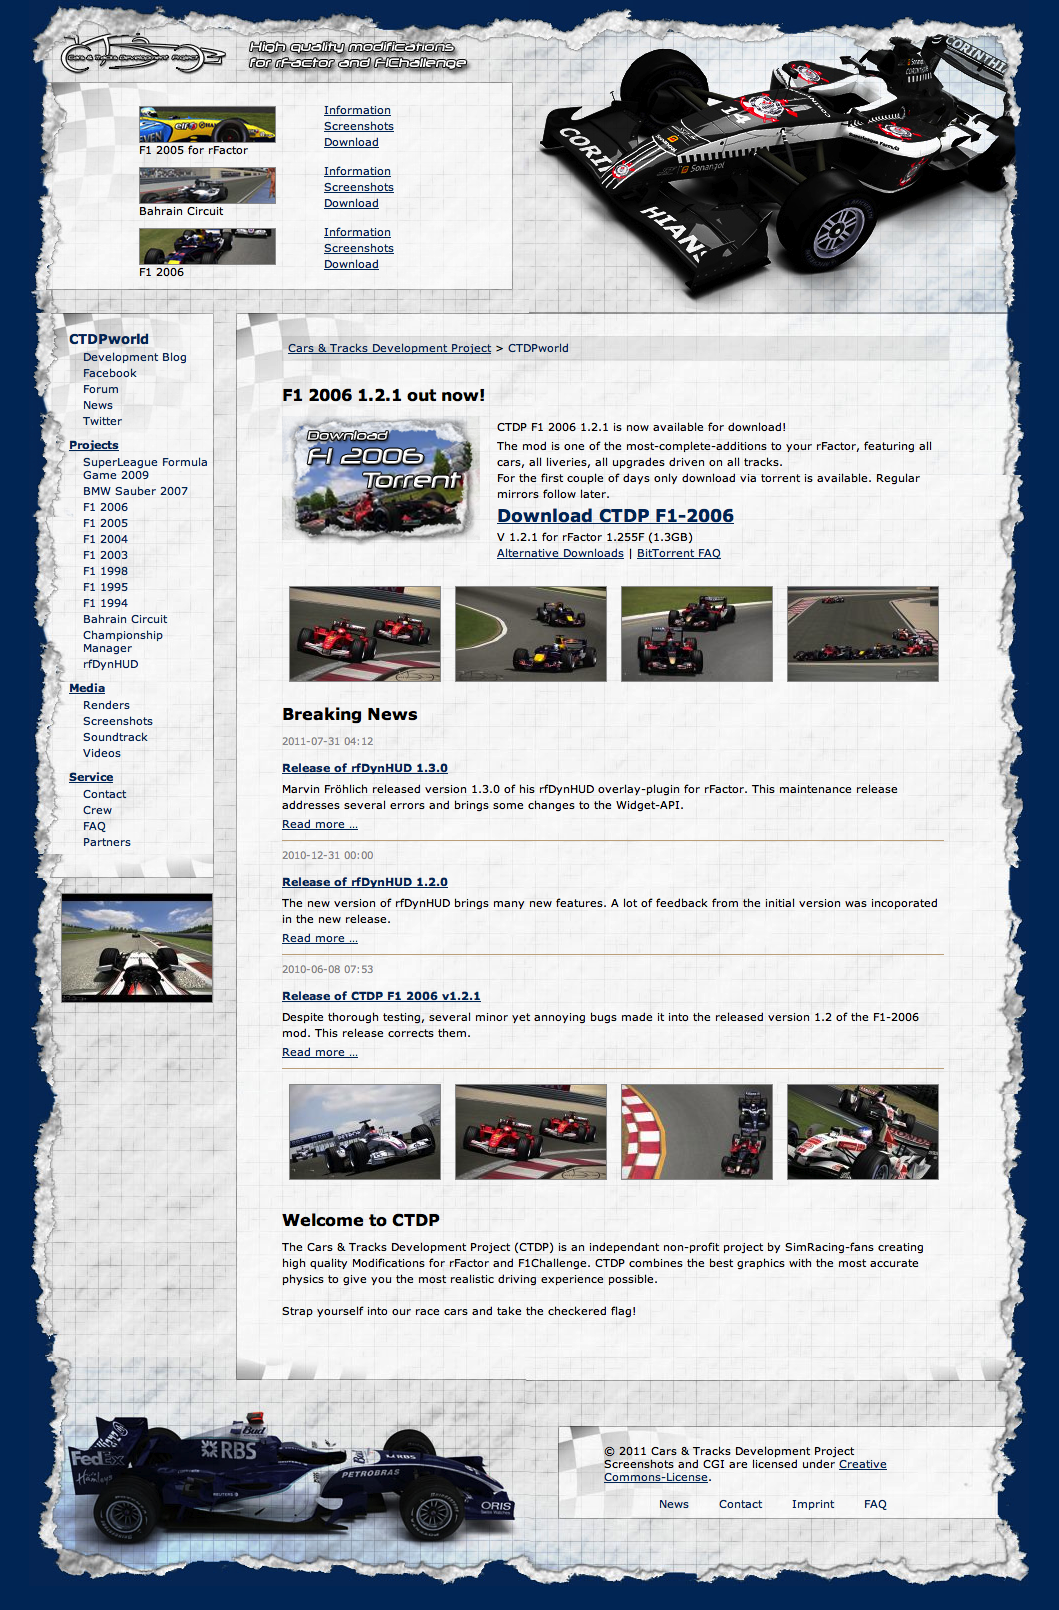 Cars & Tracks Development Project
High quality modifications
for rFactor and F1Challenge
F1 2005 for rFactor
Information
Screenshots
Download
Bahrain Circuit
Information
Screenshots
Download
F1 2006
Information
Screenshots
Download
CORINTHIANS
14
Sonangol
CORIN
HIANS
CTDPworld
Development Blog
Facebook
Forum
News
Twitter
Projects
SuperLeague Formula
Game 2009
BMW Sauber 2007
F1 2006
F1 2005
F1 2004
F1 2003
F1 1998
F1 1995
F1 1994
Bahrain Circuit
Championship
Manager
rfDynHUD
Media
Renders
Screenshots
Soundtrack
Videos
Service
Contact
Crew
FAQ
Partners
Cars & Tracks Development Project > CTDPworld
F1 2006 1.2.1 out now!
Download
F1 2006
Torrent
CTDP F1 2006 1.2.1 is now available for download!
The mod is one of the most-complete-additions to your rFactor, featuring all
cars, all liveries, all upgrades driven on all tracks.
For the first couple of days only download via torrent is available. Regular
mirrors follow later.
Download CTDP F1-2006
V 1.2.1 for rFactor 1.255F (1.3GB)
Alternative Downloads | BitTorrent FAQ
Breaking News
2011-07-31 04:12
Release of rfDynHUD 1.3.0
Marvin Fröhlich released version 1.3.0 of his rfDynHUD overlay-plugin for rFactor. This maintenance release
addresses several errors and brings some changes to the Widget-API.
Read more ...
2010-12-31 00:00
Release of rfDynHUD 1.2.0
The new version of rfDynHUD brings many new features. A lot of feedback from the initial version was incoporated
in the new release.
Read more ...
2010-06-08 07:53
Release of CTDP F1 2006 v1.2.1
Despite thorough testing, several minor yet annoying bugs made it into the released version 1.2 of the F1-2006
mod. This release corrects them.
Read more ...
Welcome to CTDP
The Cars & Tracks Development Project (CTDP) is an independant non-profit project by SimRacing-fans creating
high quality Modifications for rFactor and F1Challenge. CTDP combines the best graphics with the most accurate
physics to give you the most realistic driving experience possible.
Strap yourself into our race cars and take the checkered flag!
Bud
RBS
FedEx
Hamleys
PETROBRAS
REUTERS
ORIS
Swiss Watches
© 2011 Cars & Tracks Development Project
Screenshots and CGI are licensed under Creative
Commons-License.
News Contact Imprint FAQ